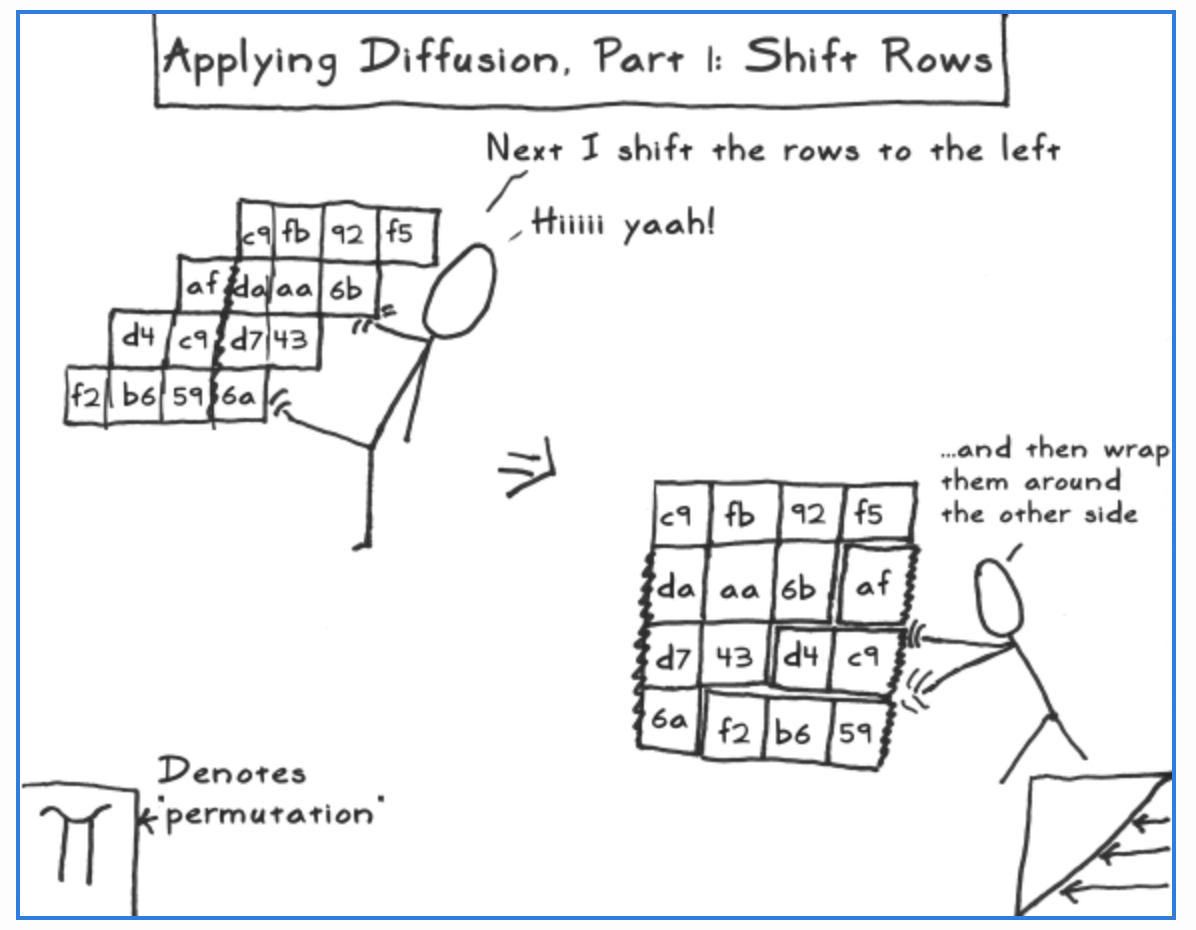 Applying Diffusion, Part 1: Shift Rows
Next I shift the rows to the left
Hiiiii yaah!
c9 fb 92 f5
af da aa 6b
d4 c9 d7 43
f2 b6 59 6a
...and then wrap
them around
the other side
c9 fb 92 f5
da aa 6b af
d7 43 d4 c9
6a f2 b6 59
Denotes
'permutation'
π